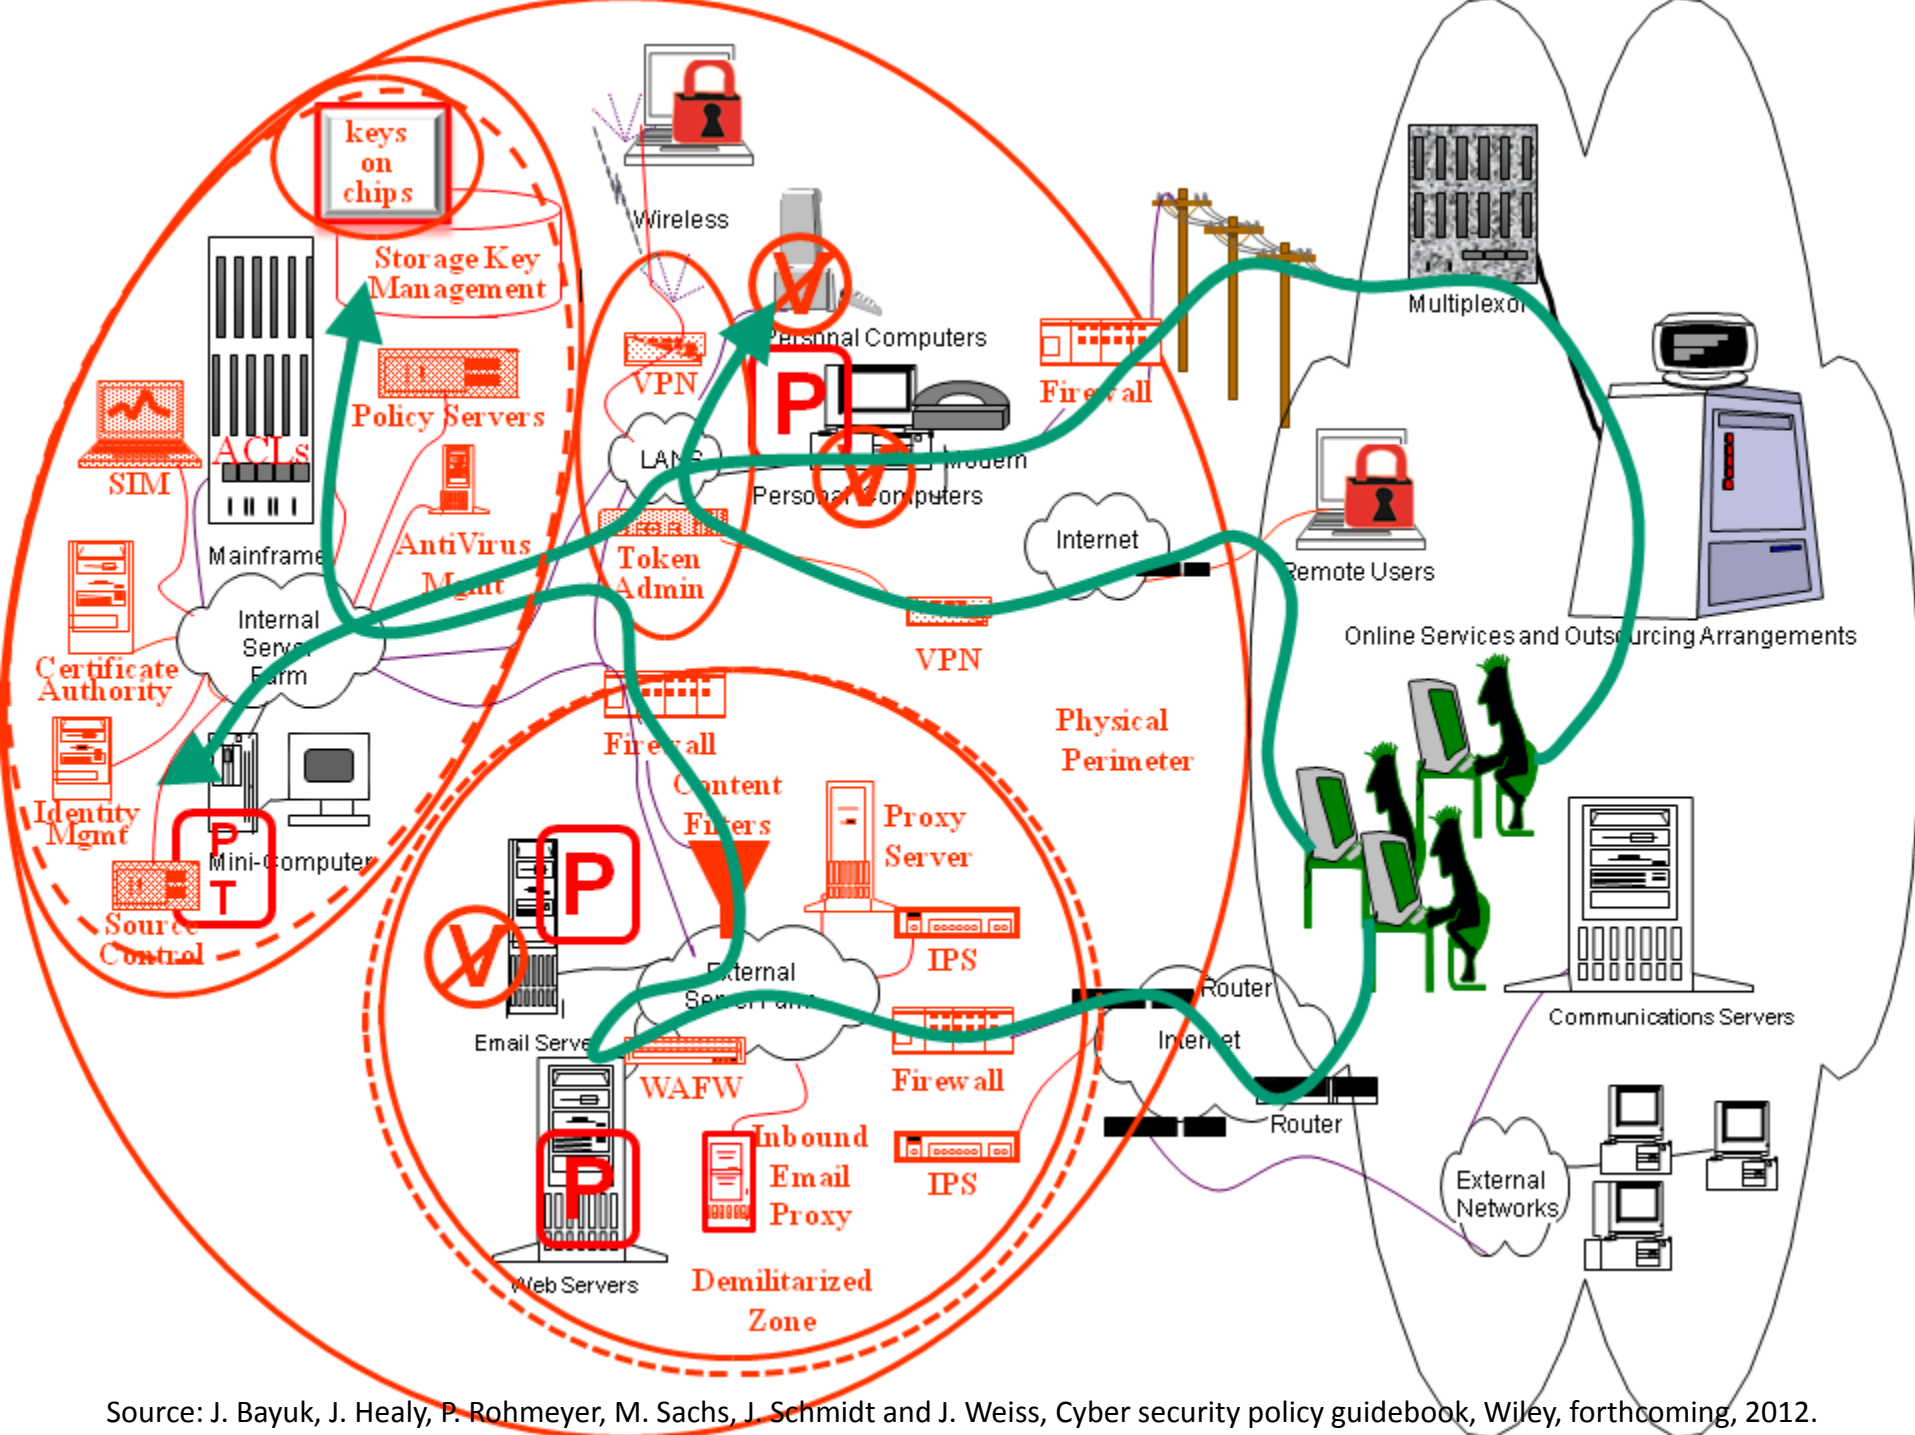 keys
on
chips
Storage Key
Management
Wireless
V
Personal Computers
VPN
P
Policy Servers
ACLs
SIM
LANS
V
Modem
Personal Computers
Firewall
Multiplexor
Mainframe
AntiVirus
Mgmt
Token
Admin
Internet
Remote Users
Online Services and Outsourcing Arrangements
Internal
Server
Farm
VPN
Certificate
Authority
Physical
Perimeter
Firewall
Content
Filters
Identity
Mgmt
P
T
Mini-Computer
Source
Control
Proxy
Server
P
V
IPS
External
Server Farm
Email Server
WAFW
Firewall
Router
Internet
Router
Communications Servers
Inbound
Email
Proxy
IPS
P
Web Servers
Demilitarized
Zone
External
Networks
Source: J. Bayuk, J. Healy, P. Rohmeyer, M. Sachs, J. Schmidt and J. Weiss, Cyber security policy guidebook, Wiley, forthcoming, 2012.